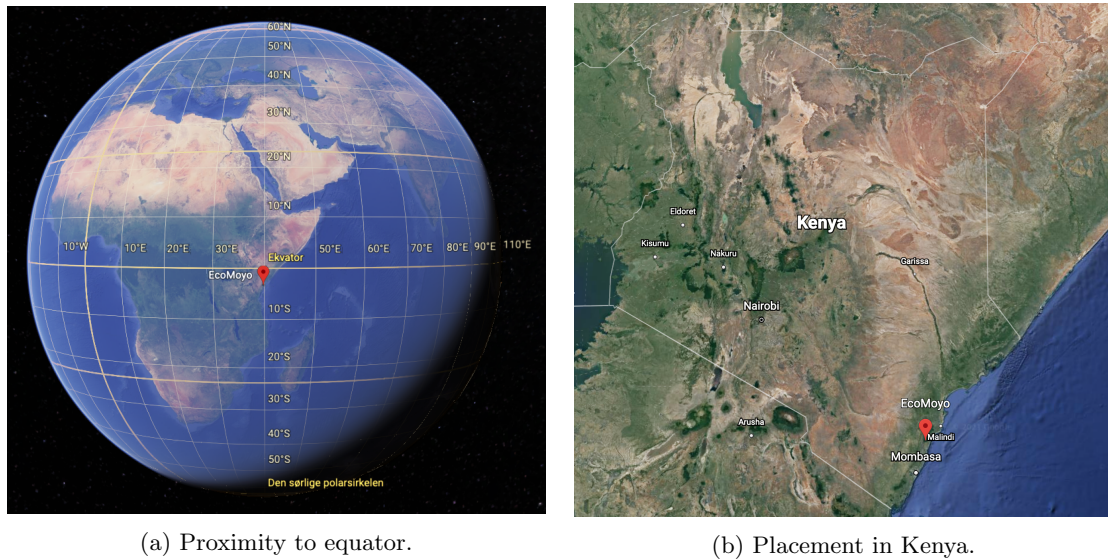 60°N
50°N
40°N
30°N
20°N
10°N
10°W 10°E 20°E 30°E 50°E 60°E 70°E 80°E 90°E 110°E
Ekvator
EcoMoyo
10°S
20°S
30°S
40°S
50°S
Den sørlige polarsirkelen
(a) Proximity to equator.
Eldoret
Kenya
Kisumu
Nakuru
Garissa
Nairobi
EcoMoyo
Arusha
Malindi
Mombasa
(b) Placement in Kenya.